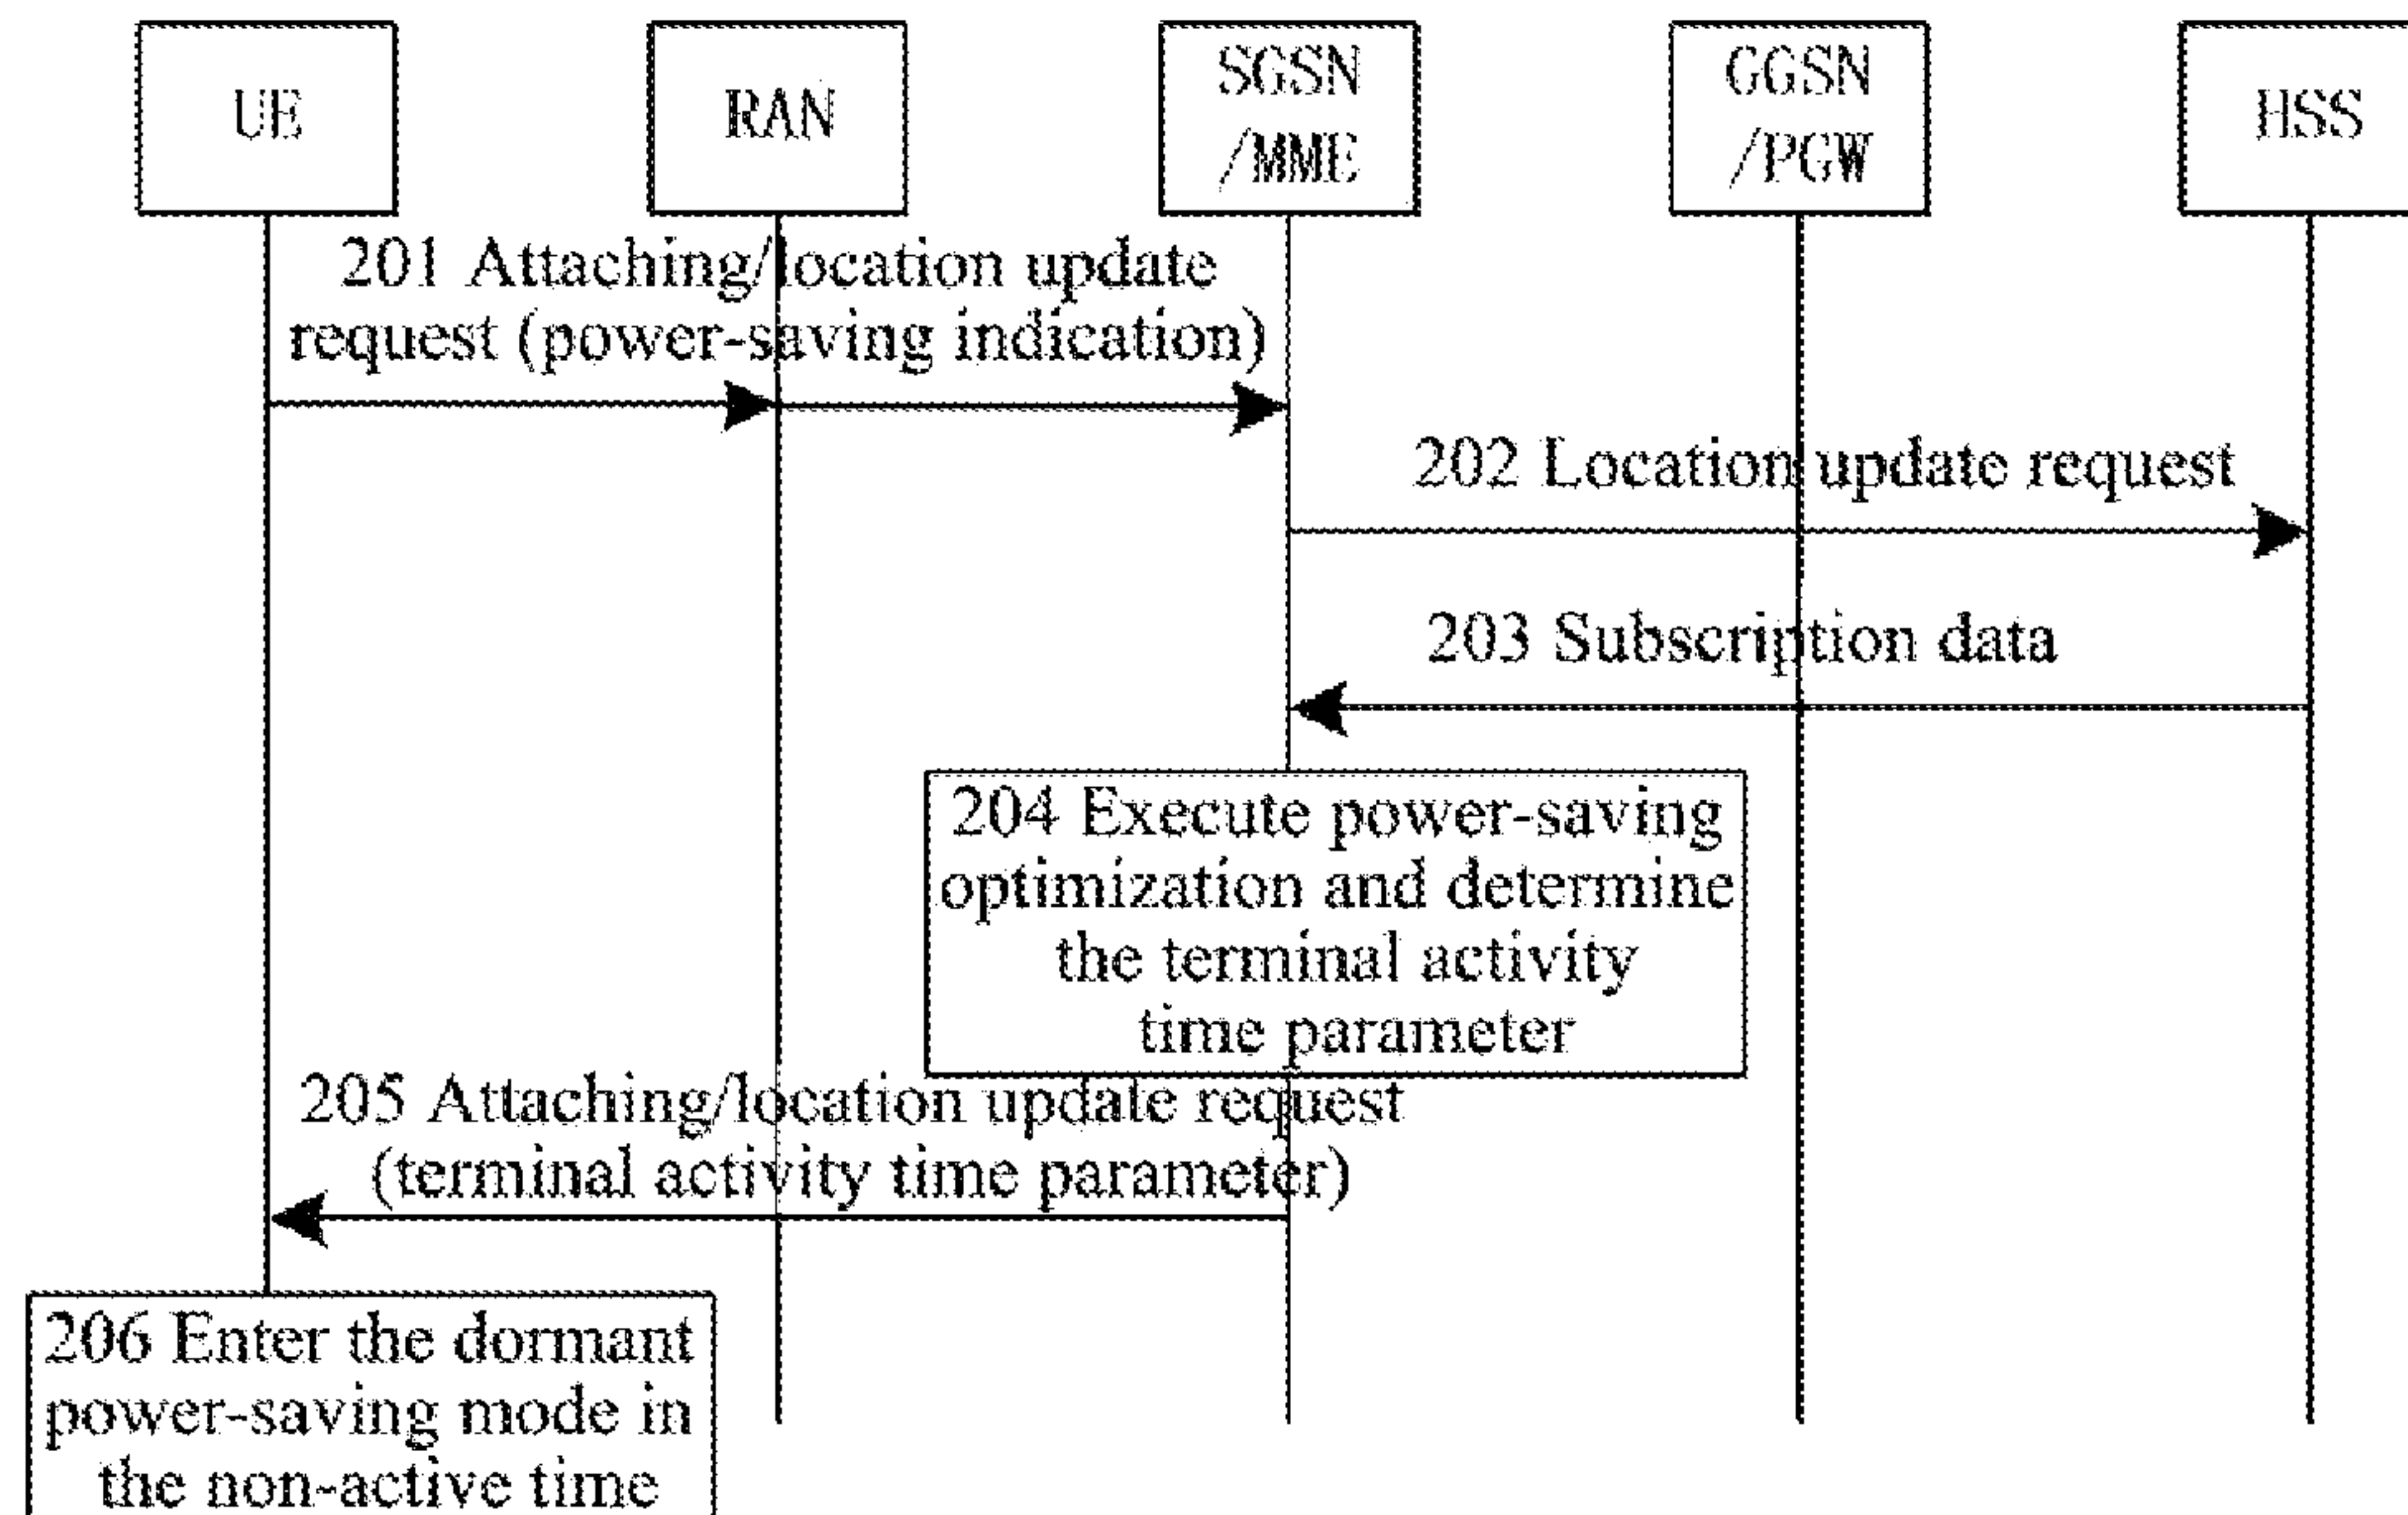 UE
RAN
SGSN
/MME
GGSN
/PGW
HSS
201 Attaching/location update
request (power-saving indication)
202 Location update request
203 Subscription data
204 Execute power-saving
optimization and determine
the terminal activity
time parameter
205 Attaching/location update request
(terminal activity time parameter)
206 Enter the dormant
power-saving mode in
the non-active time